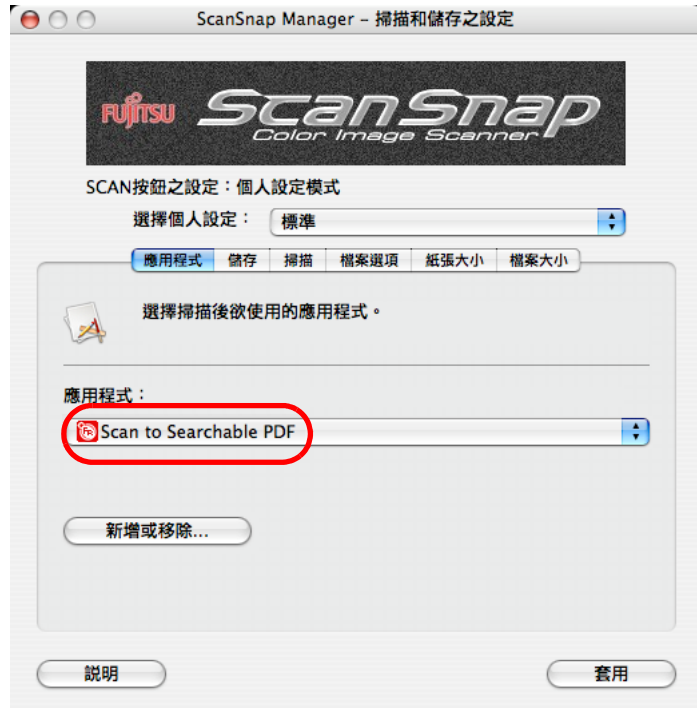 ScanSnap Manager – 掃描和儲存之設定
FUJITSU ScanSnap
Color Image Scanner
SCAN按鈕之設定：個人設定模式
選擇個人設定： 標準
應用程式 儲存 掃描 檔案選項 紙張大小 檔案大小
選擇掃描後欲使用的應用程式。
應用程式：
Scan to Searchable PDF
新增或移除...
説明 套用